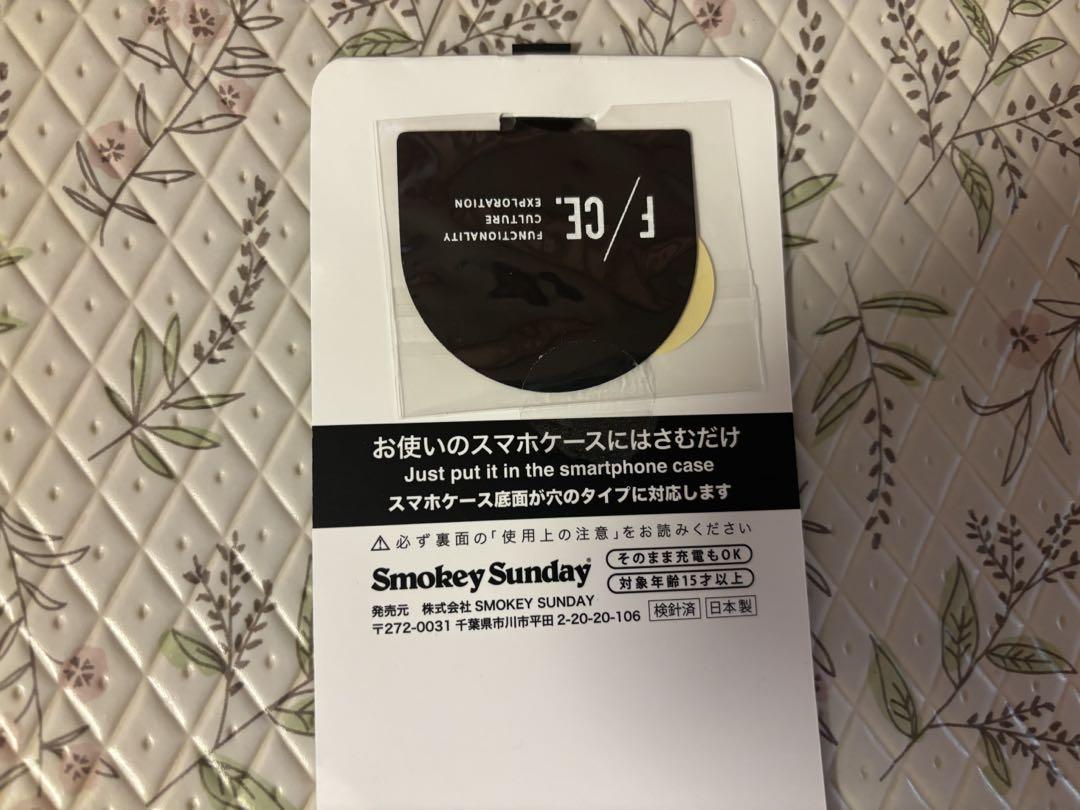 F/CE.
FUNCTIONALITY
CULTURE
EXPLORATION
お使いのスマホケースにはさむだけ
Just put it in the smartphone case
スマホケース底面が穴のタイプに対応します
⚠必ず裏面の「使用上の注意」をお読みください
Smokey Sunday®
そのまま充電もOK
対象年齢15才以上
発売元 株式会社 SMOKEY SUNDAY
〒272-0031 千葉県市川市平田 2-20-20-106
検針済
日本製